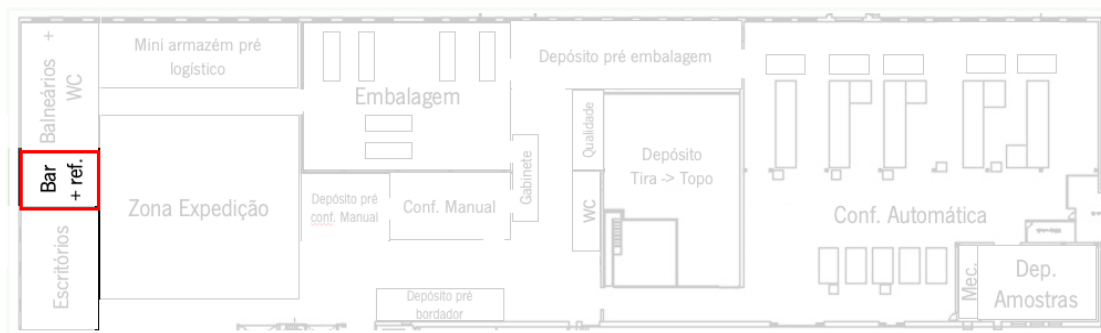 +
Balneários
WC
Mini armazém pré
logístico
Embalagem
Depósito pré embalagem
Bar
+ ref.
Zona Expedição
Depósito pré
conf. Manual
Conf. Manual
Gabinete
Qualidade
WC
Depósito
Tira -> Topo
Conf. Automática
Escritórios
Depósito pré
bordador
Mec.
Dep.
Amostras